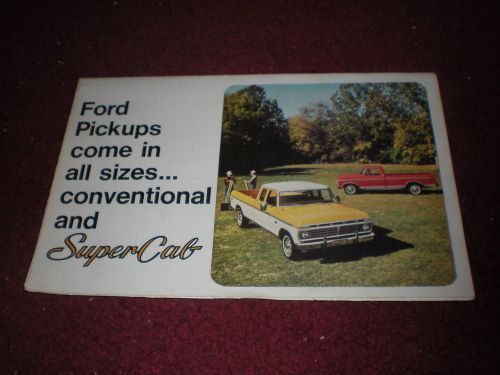 Ford
Pickups
come in
all sizes...
conventional
and
SuperCab